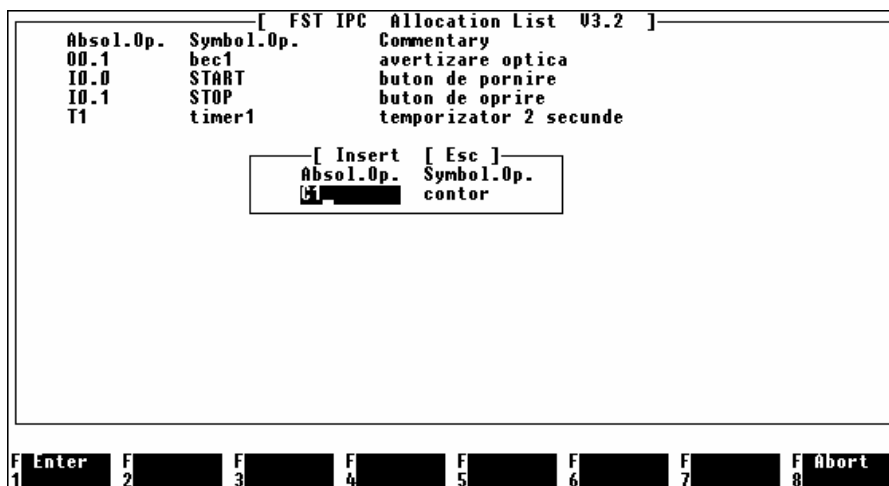 [ FST IPC Allocation List V3.2 ]
Absol.Op. Symbol.Op. Commentary
O0.1 bec1 avertizare optica
I0.0 START buton de pornire
I0.1 STOP buton de oprire
T1 timer1 temporizator 2 secunde
[ Insert [ Esc ]
Absol.Op. Symbol.Op.
C1_ contor
F1 Enter F2 F3 F4 F5 F6 F7 F8 Abort